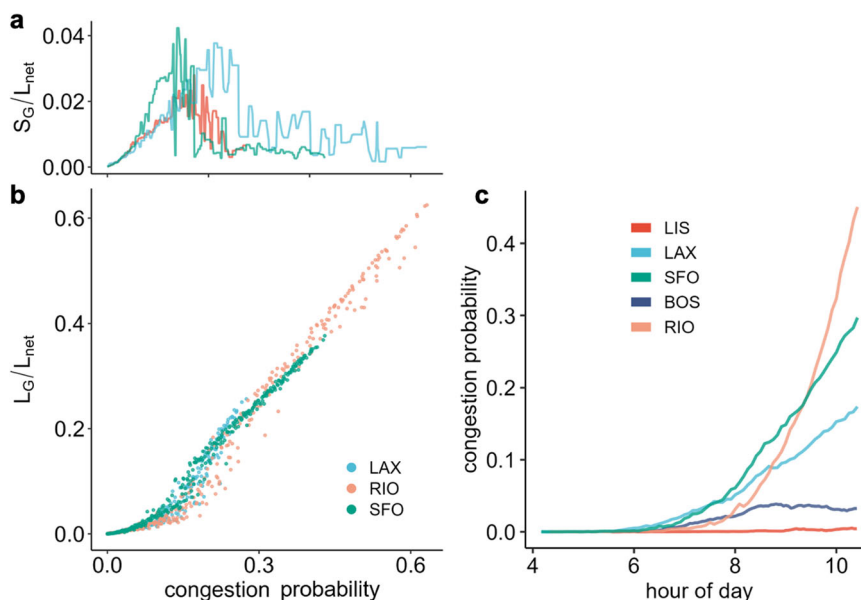 a
0.04
0.02
0.00
S_G/L_net
b
0.6
0.4
0.2
0.0
L_G/L_net
LAX
RIO
SFO
0.0 0.3 0.6
congestion probability
c
0.4
0.3
0.2
0.1
0.0
congestion probability
LIS
LAX
SFO
BOS
RIO
4 6 8 10
hour of day